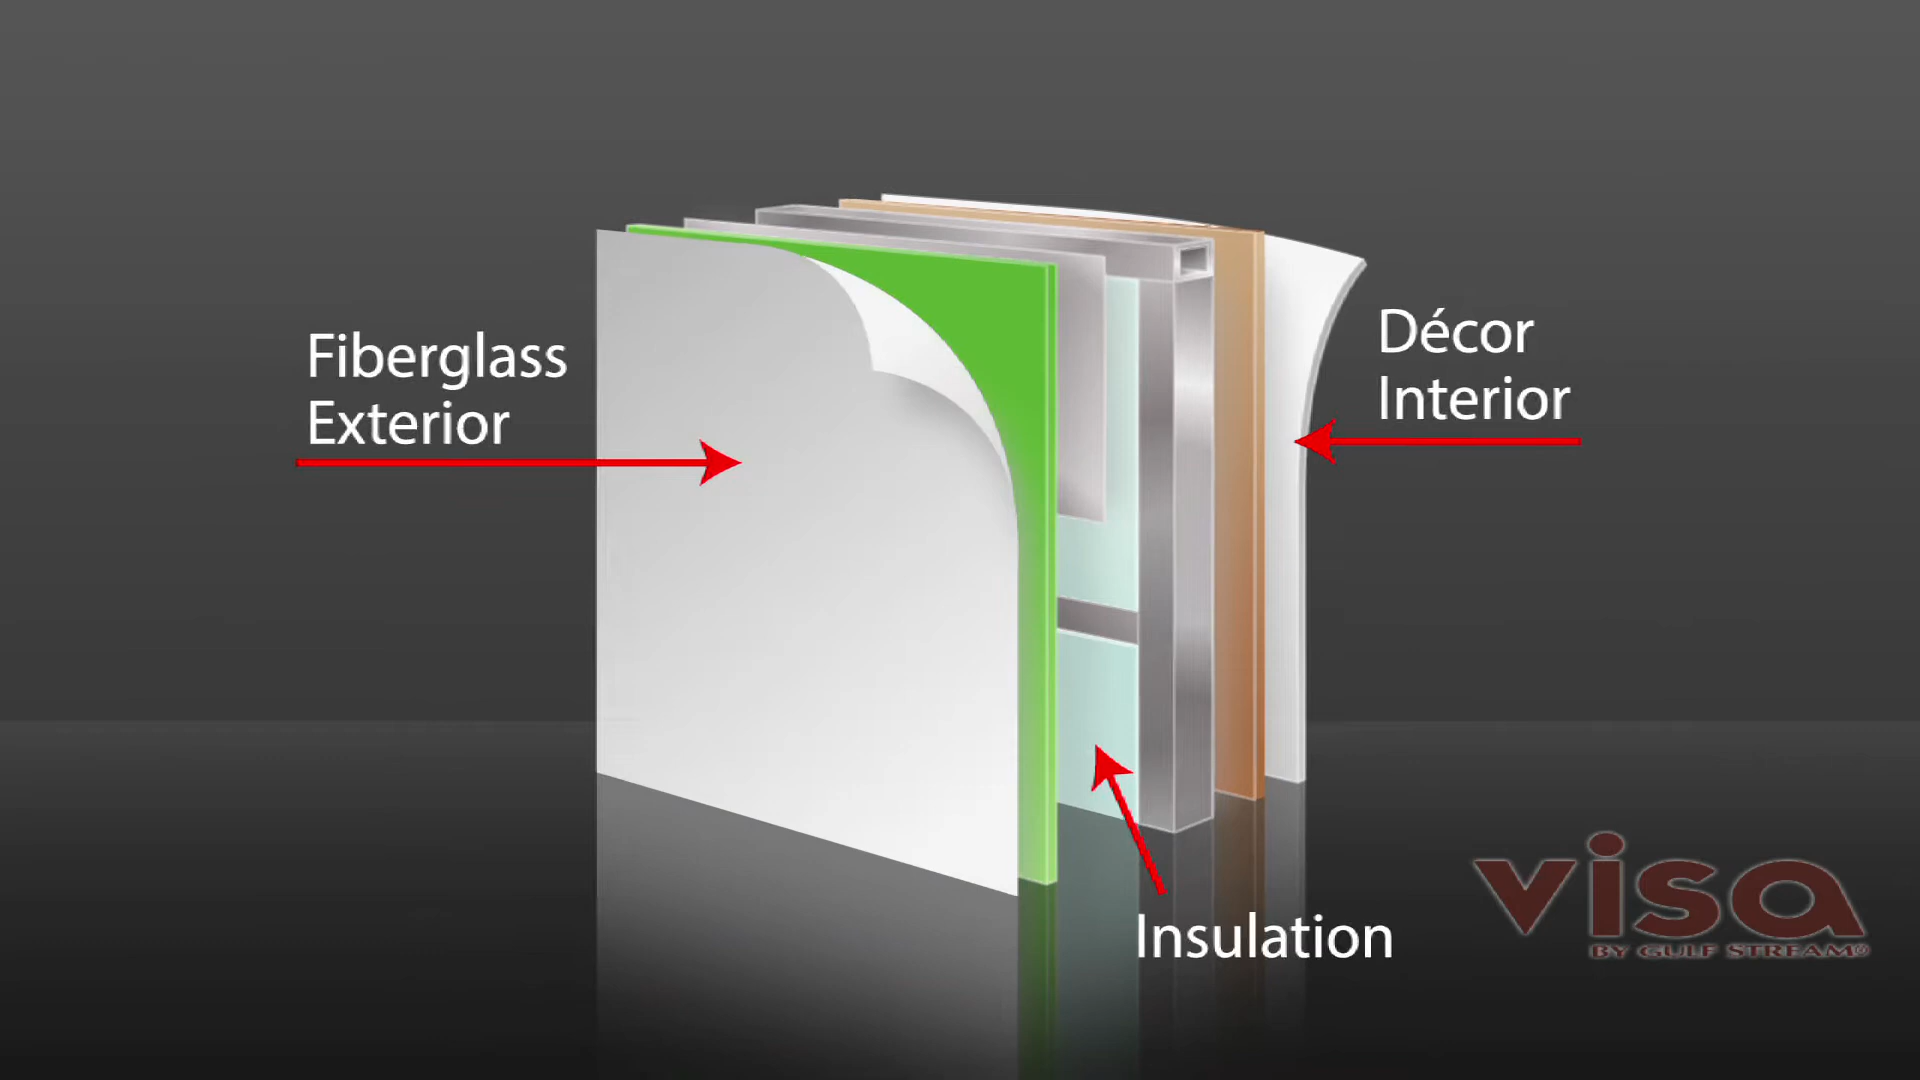 Fiberglass
Exterior
Décor
Interior
Insulation
visa
BY GULF STREAM®